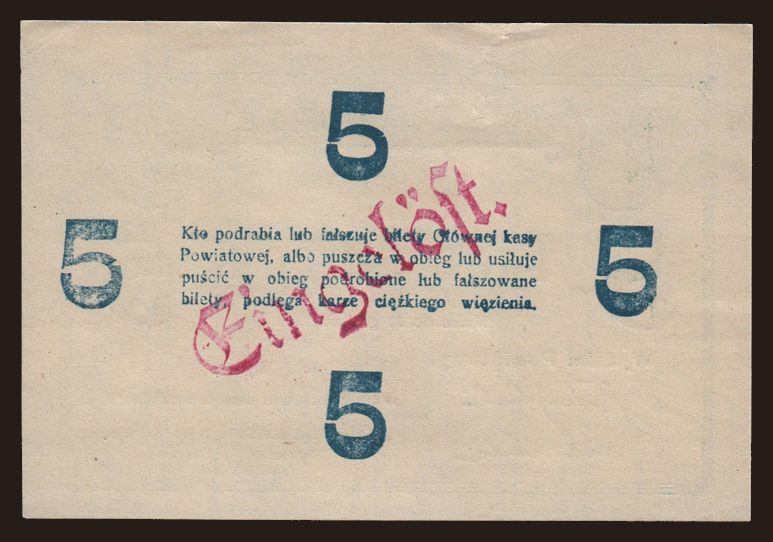 5
5
Kto podrabia lub fałszuje bilety Głównej kasy
Powiatowej, albo puszcza w obieg lub usiłuje
puścić w obieg podrobione lub fałszowane
bilety, podlega karze ciężkiego więzienia.
5
Eingelöst.
5